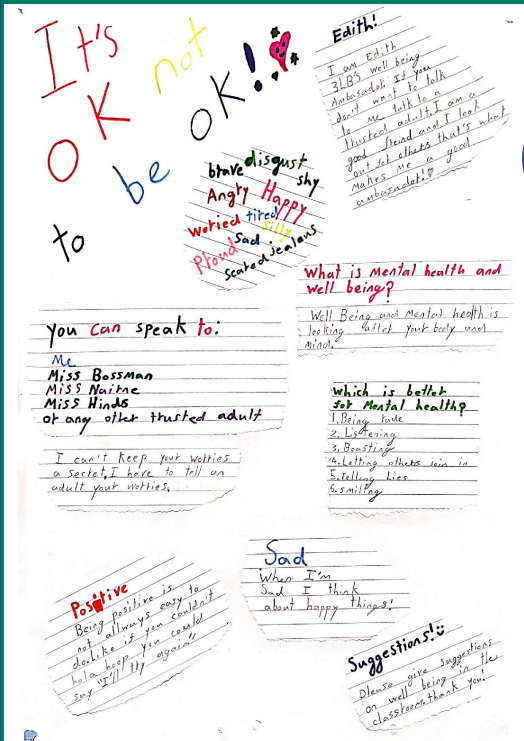 It's
OK not
to be OK!!
Edith!
I am Edith
3LB's well being
Ambasador. If you
don't want to talk
to me talk to a
trusted adult. I am a
good freind and I look
out for others that's what
makes me a good
ambasador!
brave disgust
shy
Angry Happy
woried tired
silly
Proud Sad
scared jealous
What is Mental health and
well being?
Well Being and Mental health is
looking after your body and
mind.
you can speak to:
Me
Miss Bossman
Miss Nairne
Miss Hinds
or any other trusted adult
I can't keep your worries
a secret, I have to tell an
adult your worries.
which is better
for Mental health?
1. Being rude
2. Listening
3. Boasting
4. Letting others join in
5. Telling Lies
6. smiling
Positive
Being positive is
not allways easy to
do. Like if you couldn't
hola hoop you could
say "I'll try again"
Sad
When I'm
Sad I think
about happy things!
Suggestions!
Please give suggestions
on well being in the
classroom. thank you!